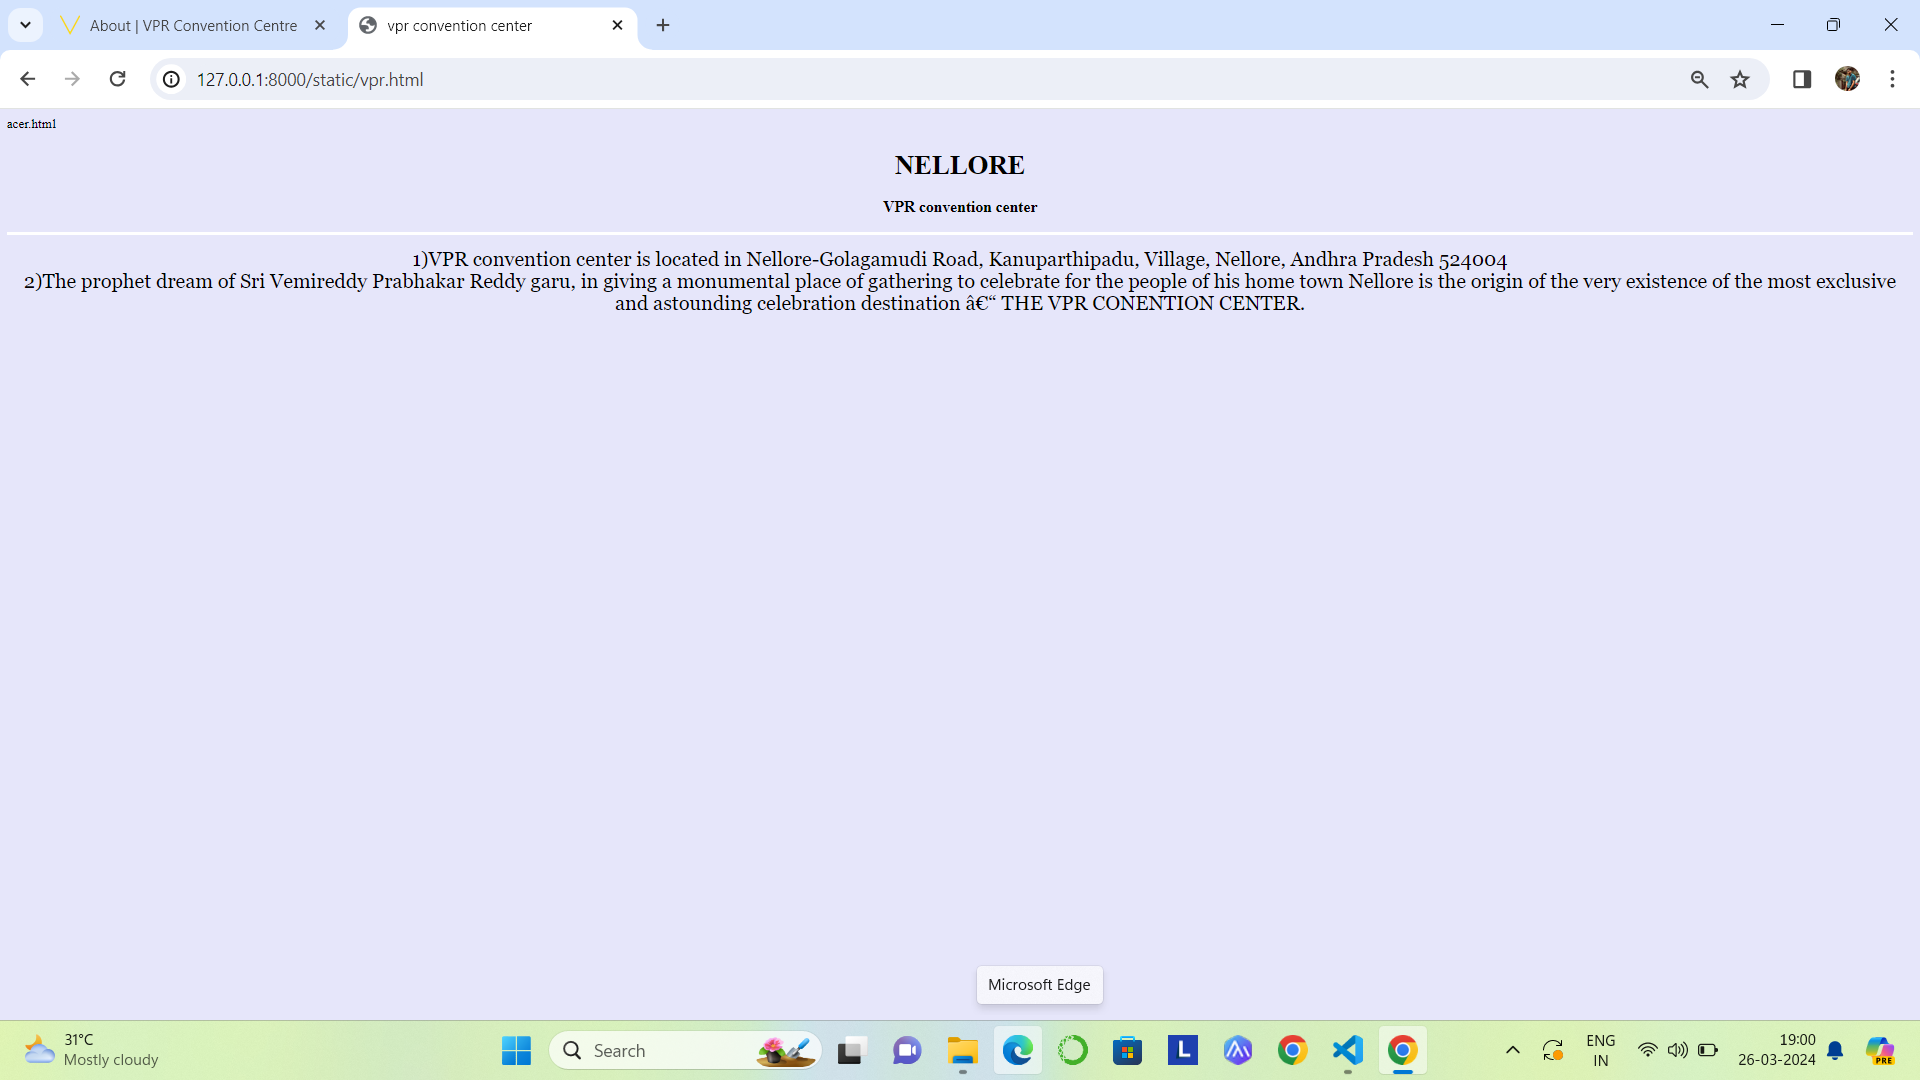 About | VPR Convention Centre
vpr convention center
127.0.0.1:8000/static/vpr.html
acer.html
NELLORE
VPR convention center
1)VPR convention center is located in Nellore-Golagamudi Road, Kanuparthipadu, Village, Nellore, Andhra Pradesh 524004
2)The prophet dream of Sri Vemireddy Prabhakar Reddy garu, in giving a monumental place of gathering to celebrate for the people of his home town Nellore is the origin of the very existence of the most exclusive
and astounding celebration destination â€“ THE VPR CONENTION CENTER.
Microsoft Edge
31°C
Mostly cloudy
Search
L
ENG
IN
19:00
26-03-2024
PRE